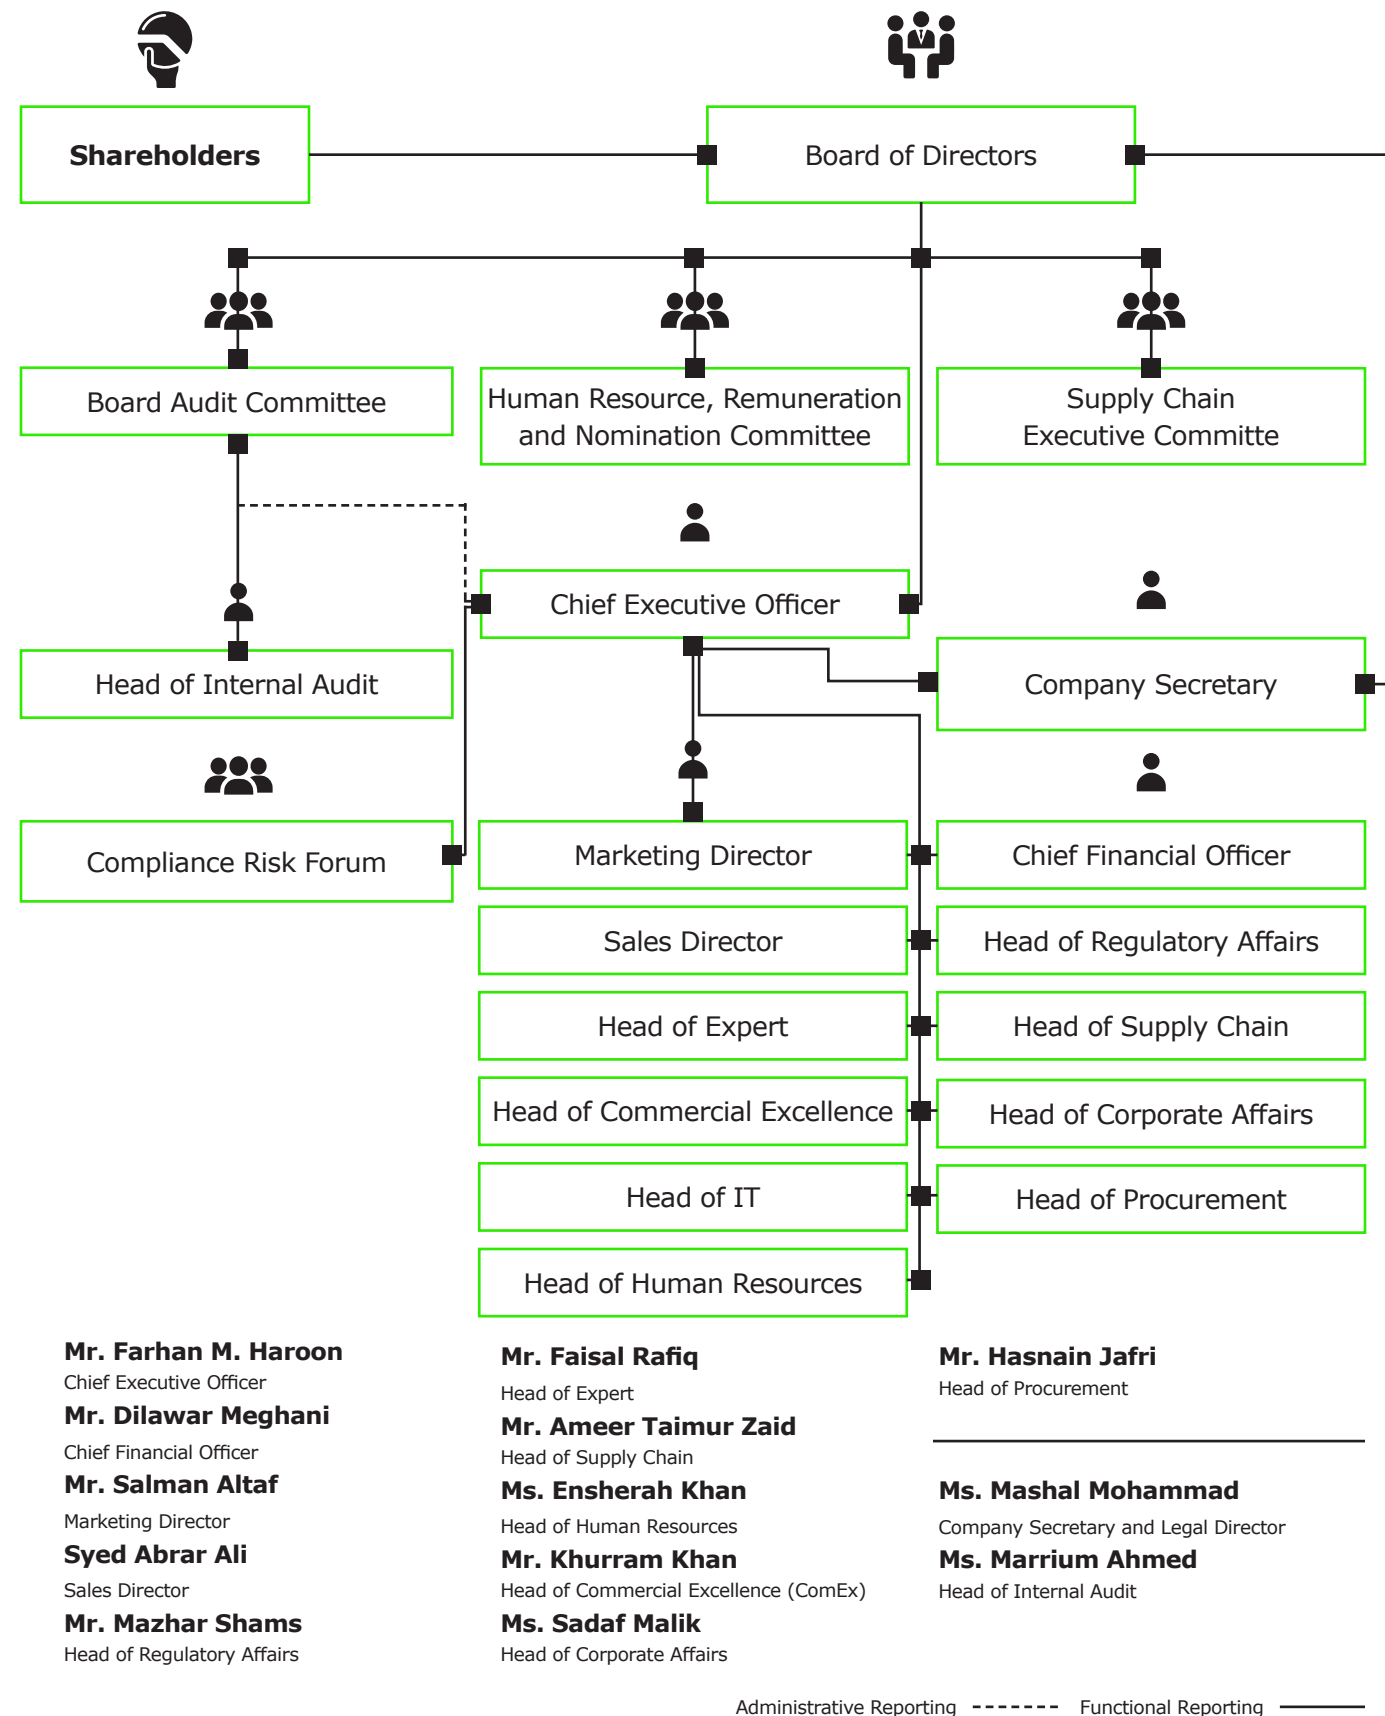 Shareholders
Board of Directors
Board Audit Committee
Human Resource, Remuneration
and Nomination Committee
Supply Chain
Executive Committe
Chief Executive Officer
Head of Internal Audit
Company Secretary
Compliance Risk Forum
Marketing Director
Chief Financial Officer
Sales Director
Head of Regulatory Affairs
Head of Expert
Head of Supply Chain
Head of Commercial Excellence
Head of Corporate Affairs
Head of IT
Head of Procurement
Head of Human Resources
Mr. Farhan M. Haroon
Chief Executive Officer
Mr. Dilawar Meghani
Chief Financial Officer
Mr. Salman Altaf
Marketing Director
Syed Abrar Ali
Sales Director
Mr. Mazhar Shams
Head of Regulatory Affairs
Mr. Faisal Rafiq
Head of Expert
Mr. Ameer Taimur Zaid
Head of Supply Chain
Ms. Ensherah Khan
Head of Human Resources
Mr. Khurram Khan
Head of Commercial Excellence (ComEx)
Ms. Sadaf Malik
Head of Corporate Affairs
Mr. Hasnain Jafri
Head of Procurement
Ms. Mashal Mohammad
Company Secretary and Legal Director
Ms. Marrium Ahmed
Head of Internal Audit
Administrative Reporting
Functional Reporting